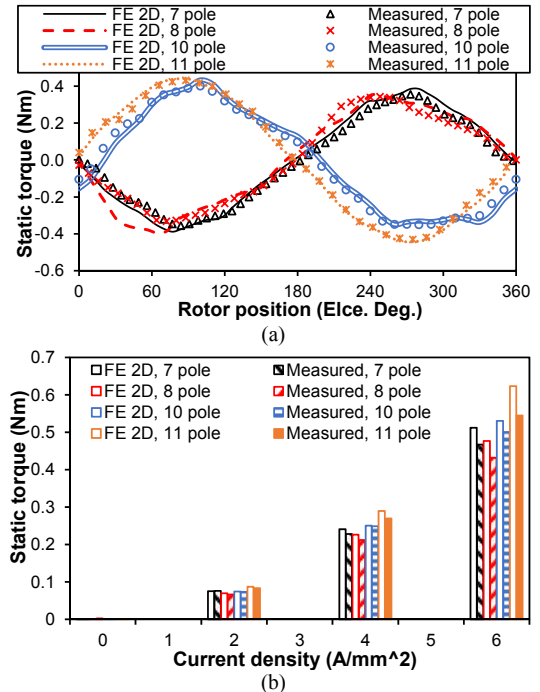 (a)
FE 2D, 7 pole Measured, 7 pole
FE 2D, 8 pole Measured, 8 pole
FE 2D, 10 pole Measured, 10 pole
FE 2D, 11 pole Measured, 11 pole
0.4
0.2
0.0
-0.2
-0.4
-0.6
Static torque (Nm)
0 60 120 180 240 300 360
Rotor position (Elce. Deg.)
(a)
0.7
0.6
0.5
0.4
0.3
0.2
0.1
0
Static torque (Nm)
FE 2D, 7 pole Measured, 7 pole
FE 2D, 8 pole Measured, 8 pole
FE 2D, 10 pole Measured, 10 pole
FE 2D, 11 pole Measured, 11 pole
0 1 2 3 4 5 6
Current density (A/mm^2)
(b)